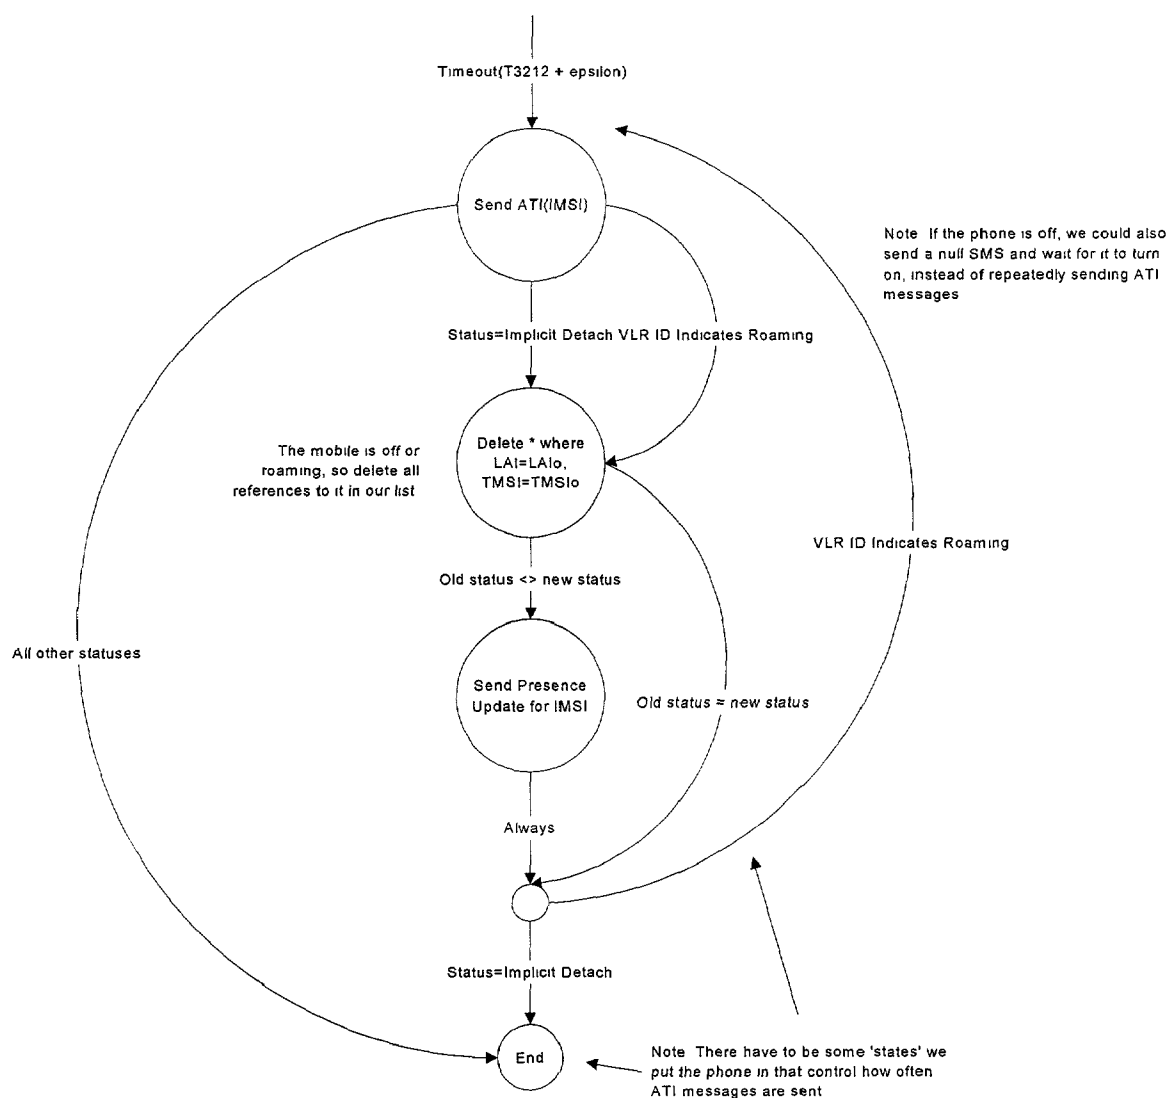 Timeout(T3212 + epsilon)
Send ATI(IMSI)
Note If the phone is off, we could also
send a null SMS and wait for it to turn
on, instead of repeatedly sending ATI
messages
Status=Implicit Detach
VLR ID Indicates Roaming
Delete * where
LAI=LAIo,
TMSI=TMSIo
The mobile is off or
roaming, so delete all
references to it in our list
VLR ID Indicates Roaming
Old status <> new status
All other statuses
Send Presence
Update for IMSI
Old status = new status
Always
Status=Implicit Detach
End
Note There have to be some 'states' we
put the phone in that control how often
ATI messages are sent